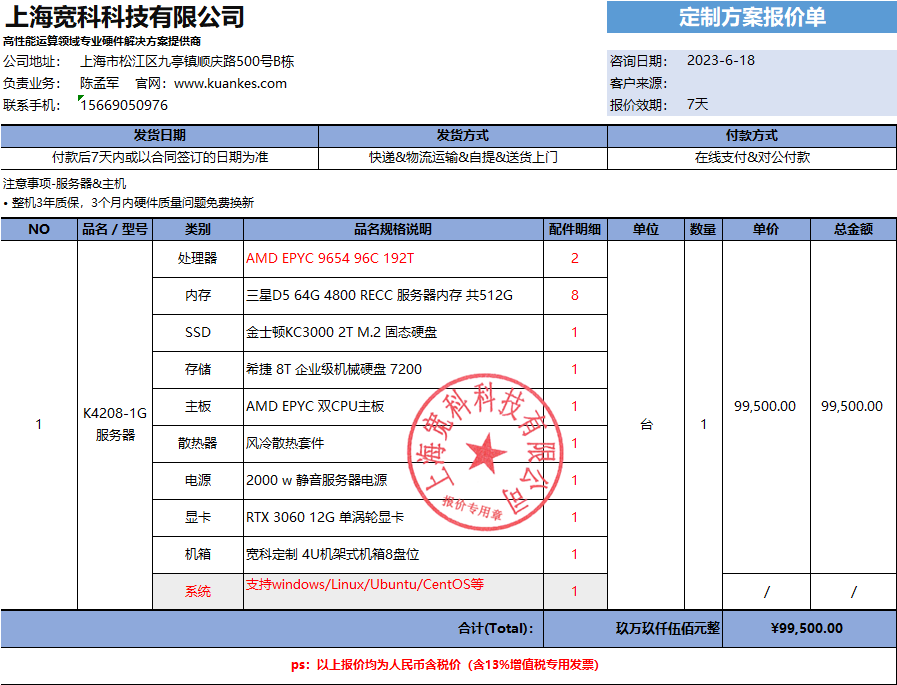 上海宽科科技有限公司
定制方案报价单
高性能运算领域专业硬件解决方案提供商
公司地址： 上海市松江区九亭镇顺庆路500号B栋
咨询日期： 2023-6-18
负责业务： 陈孟军 官网：www.kuankes.com
客户来源：
联系手机： 15669050976
报价效期： 7天
发货日期 发货方式 付款方式
付款后7天内或以合同签订的日期为准 快递&物流运输&自提&送货上门 在线支付&对公付款
注意事项-服务器&主机
• 整机3年质保，3个月内硬件质量问题免费换新
NO 品名 / 型号 类别 品名规格说明 配件明细 单位 数量 单价 总金额
处理器 AMD EPYC 9654 96C 192T 2
内存 三星D5 64G 4800 RECC 服务器内存 共512G 8
SSD 金士顿KC3000 2T M.2 固态硬盘 1
存储 希捷 8T 企业级机械硬盘 7200 1
主板 AMD EPYC 双CPU主板 1
1 K4208-1G 台 1 99,500.00 99,500.00
服务器
散热器 风冷散热套件 1
电源 2000 w 静音服务器电源 1
显卡 RTX 3060 12G 单涡轮显卡 1
机箱 宽科定制 4U机架式机箱8盘位 1
系统 支持windows/Linux/Ubuntu/CentOS等 1 / /
上海宽科科技有限公司
报价专用章
合计(Total)： 玖万玖仟伍佰元整 ¥99,500.00
ps：以上报价均为人民币含税价（含13%增值税专用发票）